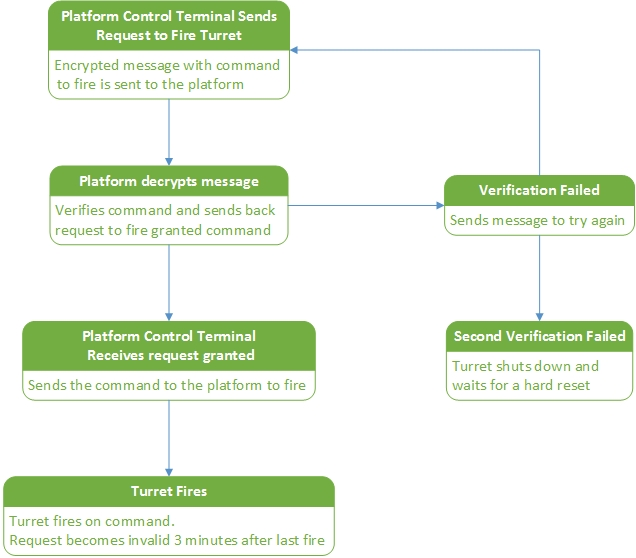 Platform Control Terminal Sends
Request to Fire Turret
Encrypted message with command
to fire is sent to the platform
Platform decrypts message
Verifies command and sends back
request to fire granted command
Verification Failed
Sends message to try again
Platform Control Terminal
Receives request granted
Sends the command to the platform to fire
Second Verification Failed
Turret shuts down and
waits for a hard reset
Turret Fires
Turret fires on command.
Request becomes invalid 3 minutes after last fire